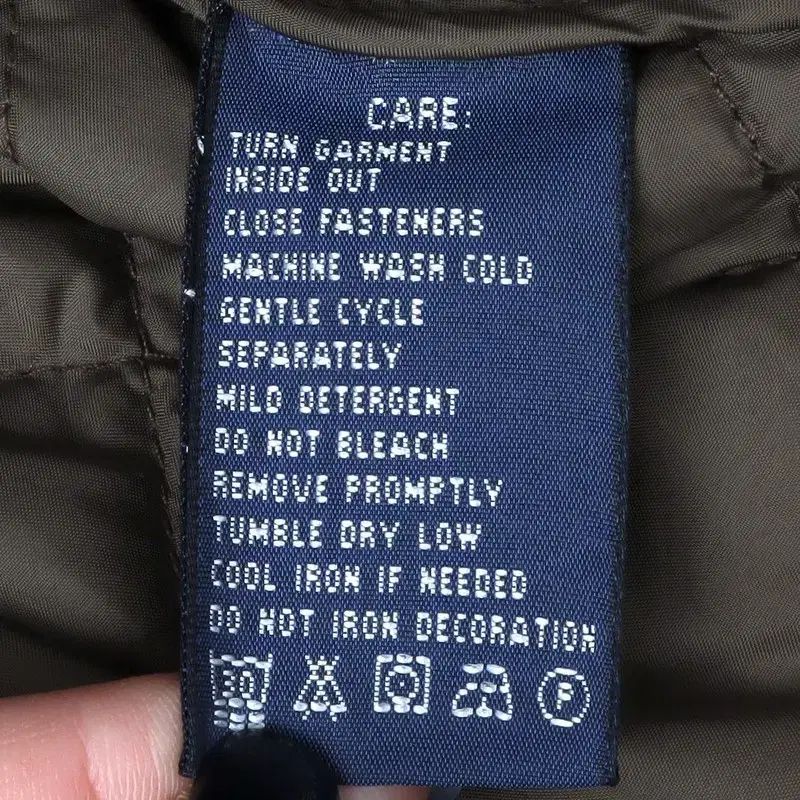 CARE:
TURN GARMENT
INSIDE OUT
CLOSE FASTENERS
MACHINE WASH COLD
GENTLE CYCLE
SEPARATELY
MILD DETERGENT
DO NOT BLEACH
REMOVE PROMPTLY
TUMBLE DRY LOW
COOL IRON IF NEEDED
DO NOT IRON DECORATION
30 P